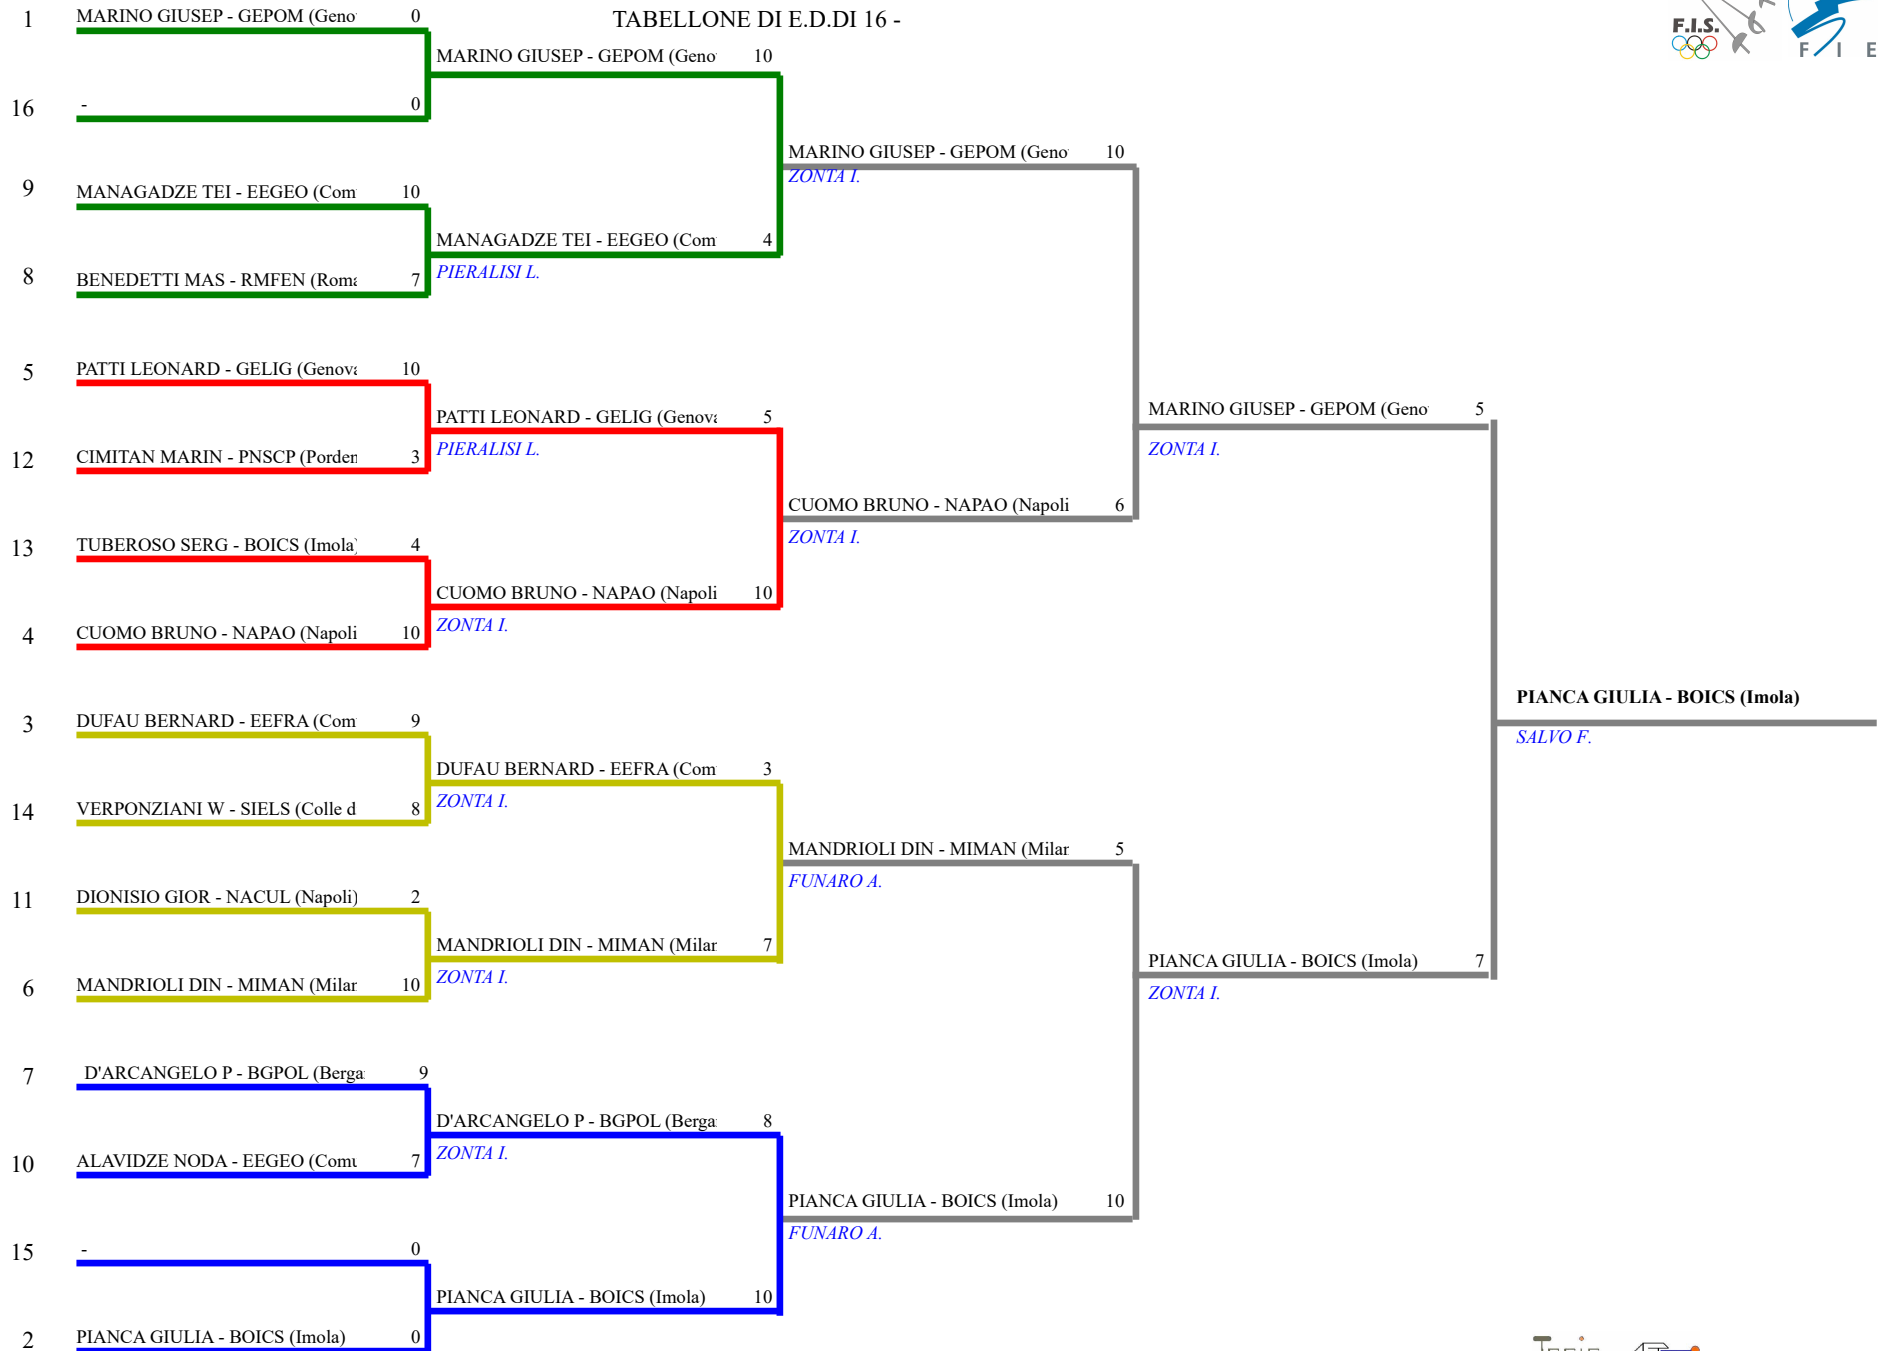 TABELLONE DI E.D.DI 16 -
F.I.S.
F I E
1 MARINO GIUSEP - GEPOM (Geno 0
MARINO GIUSEP - GEPOM (Geno 10
16 - 0
MARINO GIUSEP - GEPOM (Geno 10
ZONTA I.
9 MANAGADZE TEI - EEGEO (Com 10
MANAGADZE TEI - EEGEO (Com 4
PIERALISI L.
8 BENEDETTI MAS - RMFEN (Roma 7
5 PATTI LEONARD - GELIG (Genova 10
PATTI LEONARD - GELIG (Genova 5
PIERALISI L.
MARINO GIUSEP - GEPOM (Geno 5
ZONTA I.
12 CIMITAN MARIN - PNSCP (Porden 3
CUOMO BRUNO - NAPAO (Napoli 6
ZONTA I.
13 TUBEROSO SERG - BOICS (Imola) 4
CUOMO BRUNO - NAPAO (Napoli 10
ZONTA I.
4 CUOMO BRUNO - NAPAO (Napoli 10
PIANCA GIULIA - BOICS (Imola)
SALVO F.
3 DUFAU BERNARD - EEFRA (Com 9
DUFAU BERNARD - EEFRA (Com 3
ZONTA I.
14 VERPONZIANI W - SIELS (Colle d 8
MANDRIOLI DIN - MIMAN (Milan 5
FUNARO A.
11 DIONISIO GIOR - NACUL (Napoli) 2
MANDRIOLI DIN - MIMAN (Milan 7
ZONTA I.
PIANCA GIULIA - BOICS (Imola) 7
ZONTA I.
6 MANDRIOLI DIN - MIMAN (Milan 10
7 D'ARCANGELO P - BGPOL (Berga 9
D'ARCANGELO P - BGPOL (Berga 8
ZONTA I.
10 ALAVIDZE NODA - EEGEO (Comu 7
PIANCA GIULIA - BOICS (Imola) 10
FUNARO A.
15 - 0
PIANCA GIULIA - BOICS (Imola) 10
2 PIANCA GIULIA - BOICS (Imola) 0